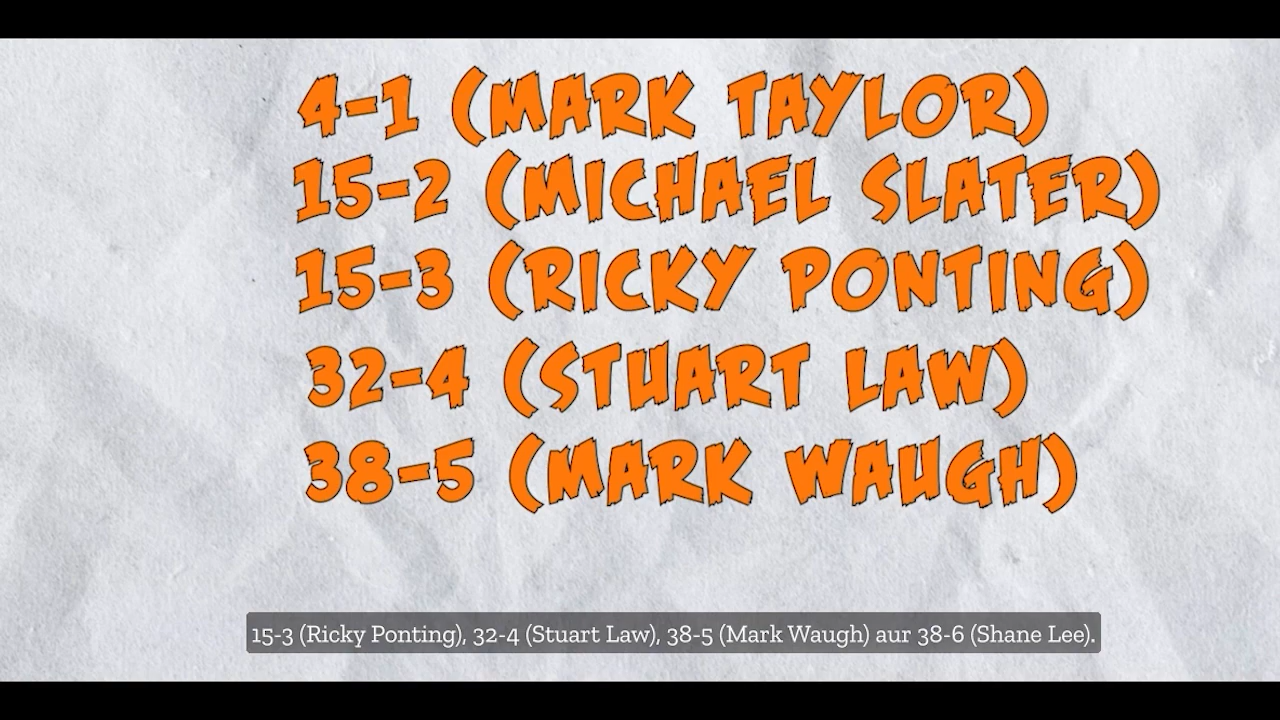 4-1 (MARK TAYLOR)
15-2 (MICHAEL SLATER)
15-3 (RICKY PONTING)
32-4 (STUART LAW)
38-5 (MARK WAUGH)
15-3 (Ricky Ponting), 32-4 (Stuart Law), 38-5 (Mark Waugh) aur 38-6 (Shane Lee).